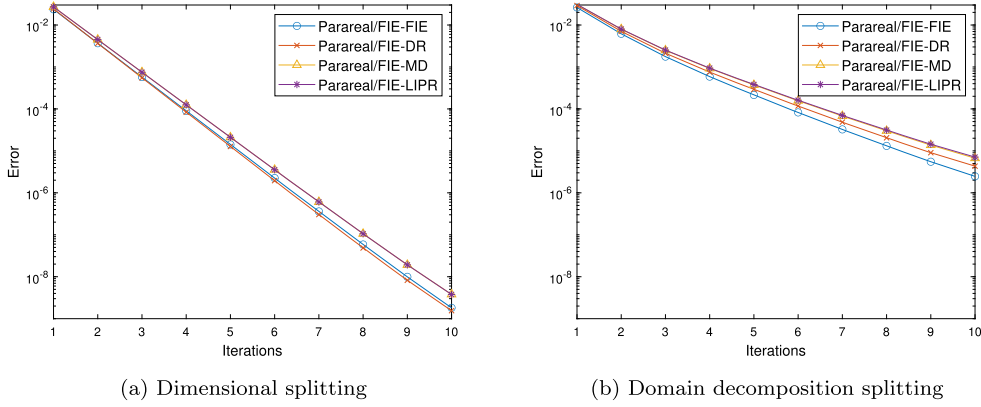 Parareal/FIE-FIE
Parareal/FIE-DR
Parareal/FIE-MD
Parareal/FIE-LIPR
10^-2
10^-4
10^-6
10^-8
Error
1 2 3 4 5 6 7 8 9 10
Iterations
(a) Dimensional splitting
Parareal/FIE-FIE
Parareal/FIE-DR
Parareal/FIE-MD
Parareal/FIE-LIPR
10^-2
10^-4
10^-6
10^-8
Error
1 2 3 4 5 6 7 8 9 10
Iterations
(b) Domain decomposition splitting